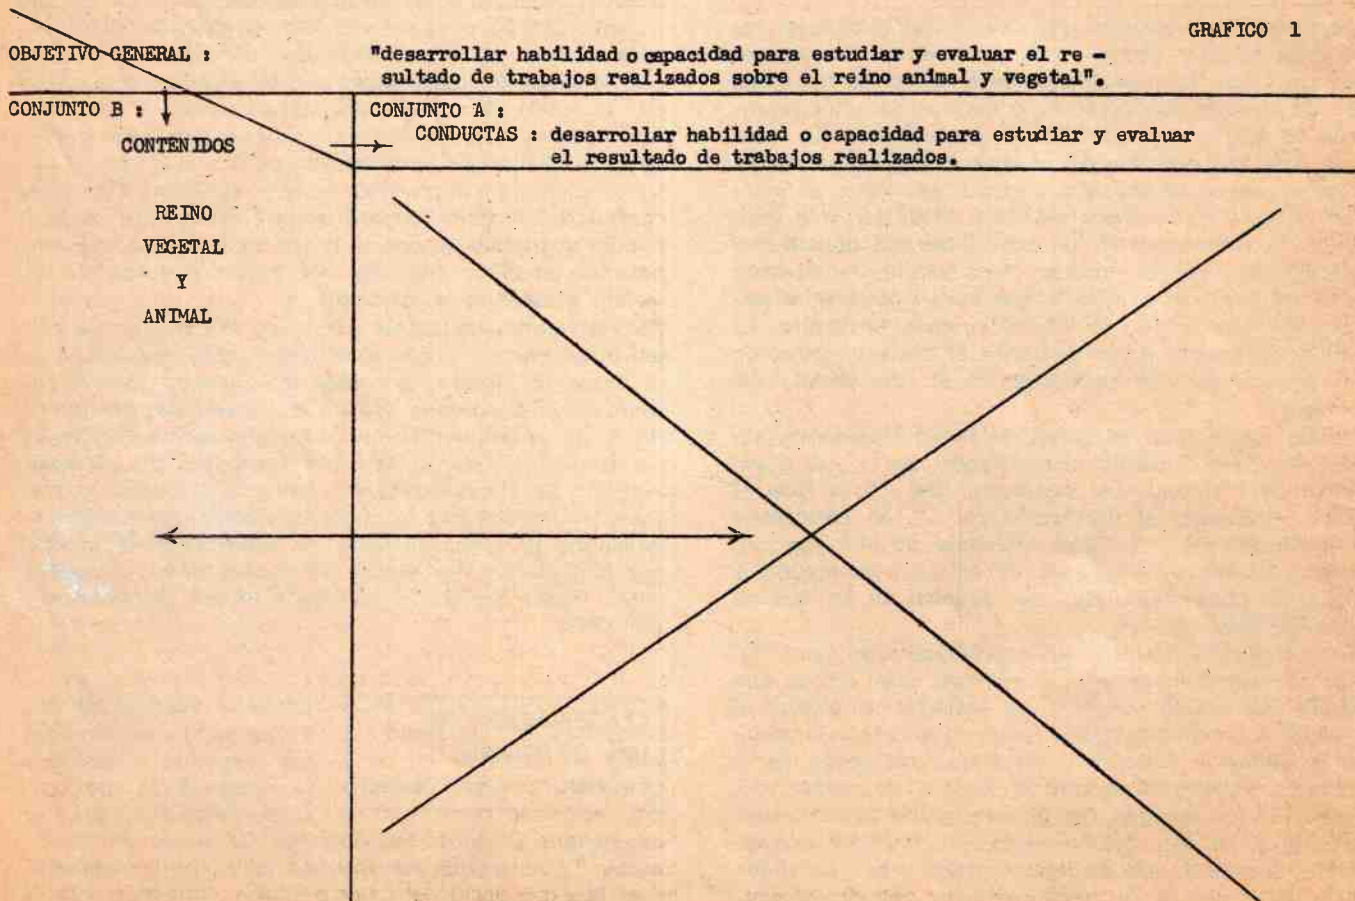 GRAFICO 1
OBJETIVO GENERAL : "desarrollar habilidad o capacidad para estudiar y evaluar el re -
sultado de trabajos realizados sobre el reino animal y vegetal".
CONJUNTO B :
CONTENIDOS
CONJUNTO A :
CONDUCTAS : desarrollar habilidad o capacidad para estudiar y evaluar
el resultado de trabajos realizados.
REINO
VEGETAL
Y
ANIMAL